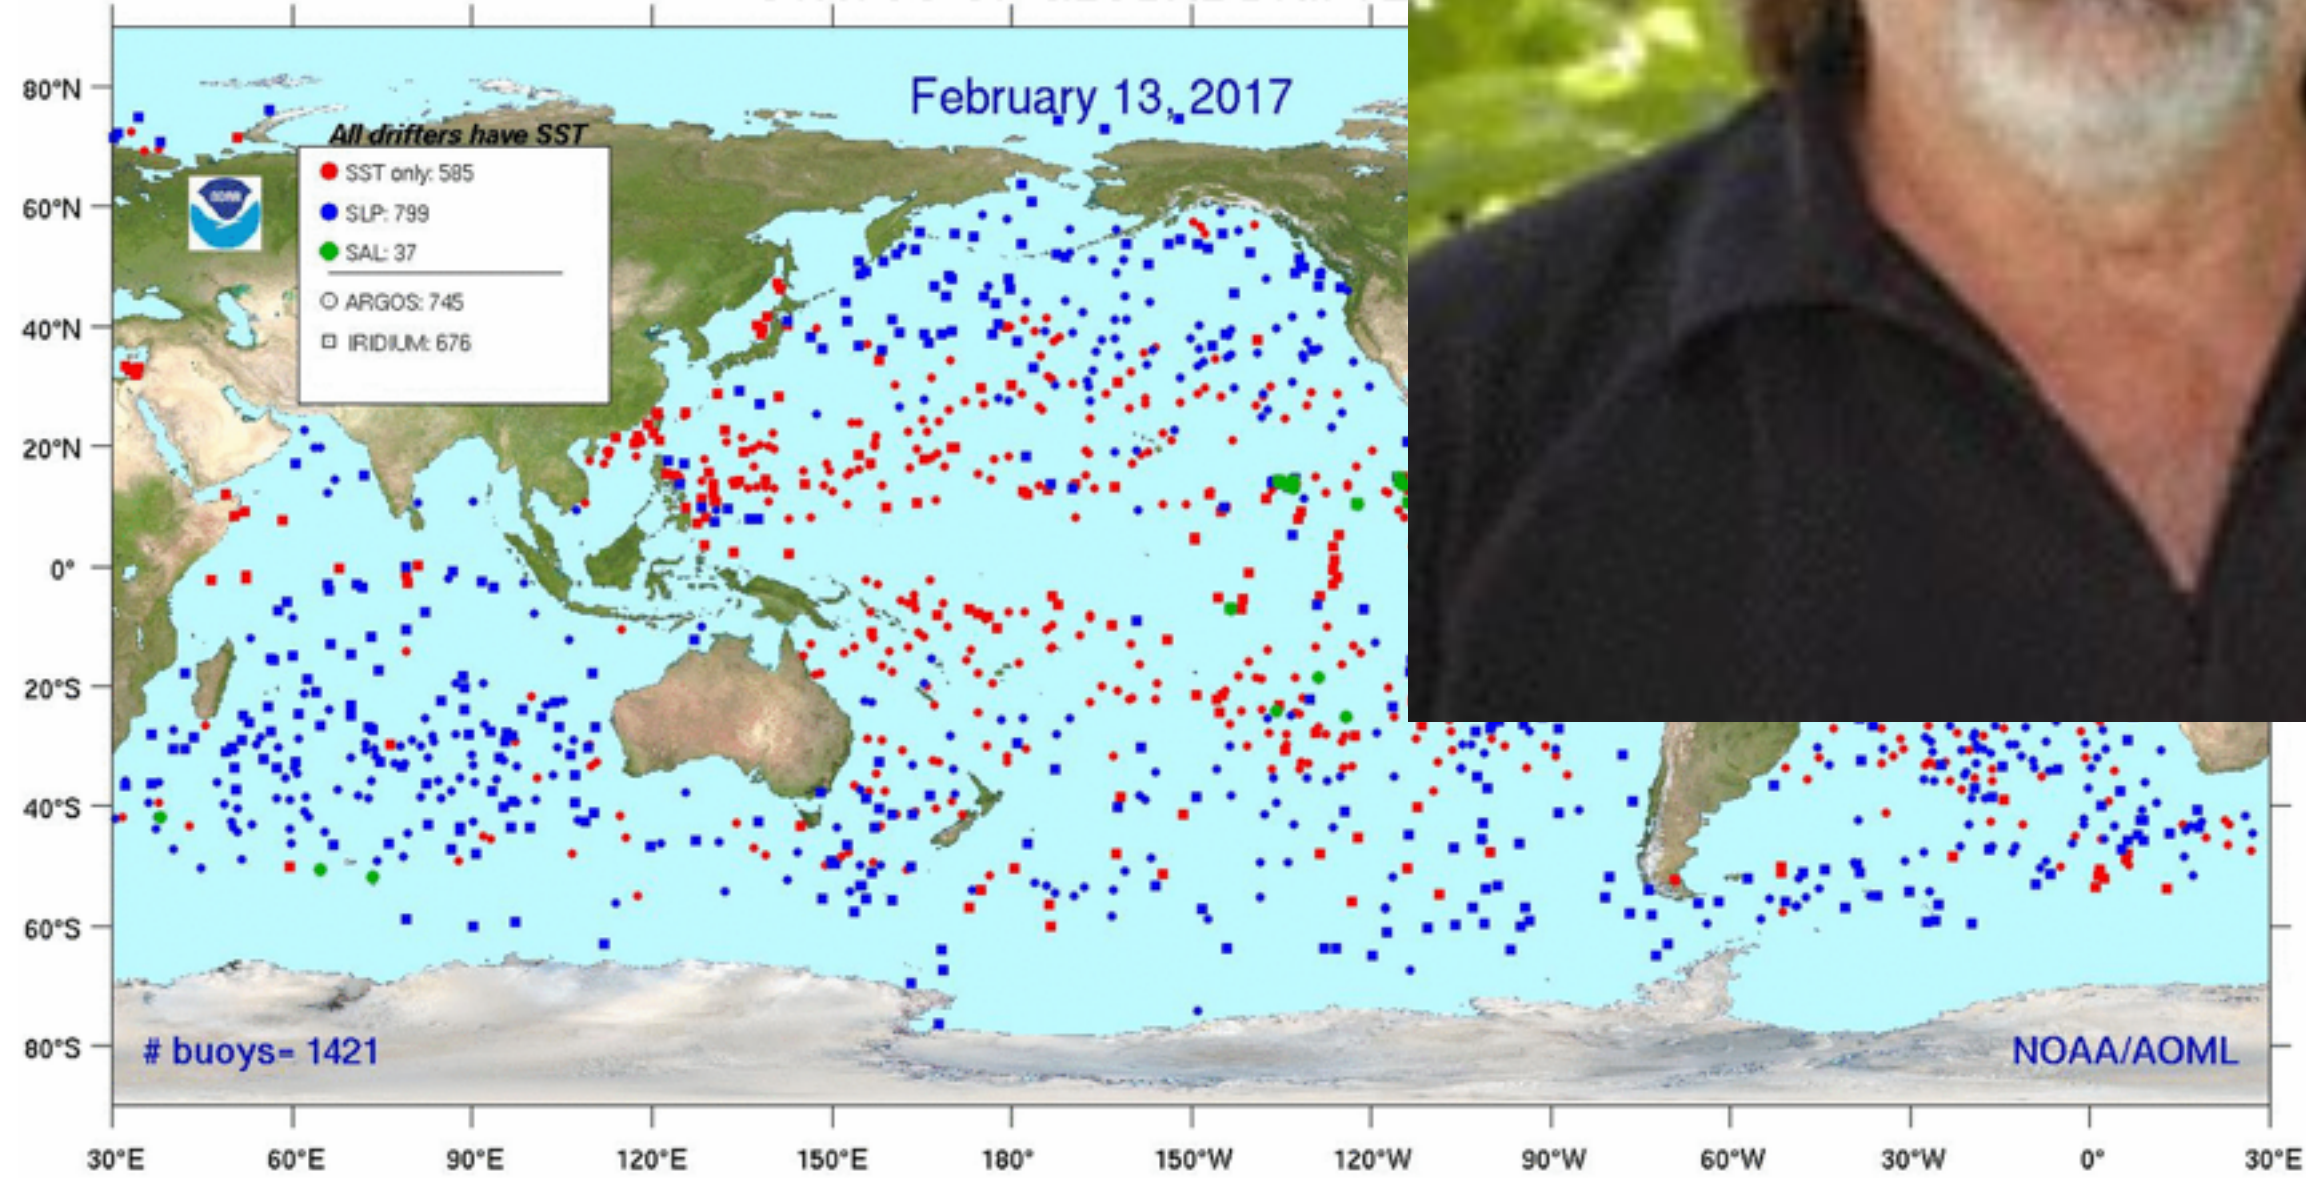 February 13, 2017
All drifters have SST
SST only: 585
SLP: 799
SAL: 37
ARGOS: 745
IRIDIUM: 676
NOAA
80°N
60°N
40°N
20°N
0°
20°S
40°S
60°S
80°S
# buoys= 1421
NOAA/AOML
30°E 60°E 90°E 120°E 150°E 180° 150°W 120°W 90°W 60°W 30°W 0° 30°E